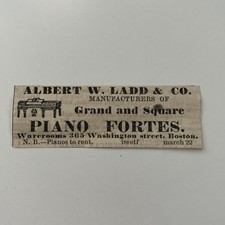 ALBERT W. LADD & CO.
MANUFACTURERS OF
Grand and Square
PIANO FORTES.
Warerooms 365 Washington street, Boston.
N. B.—Pianos to rent. march 22